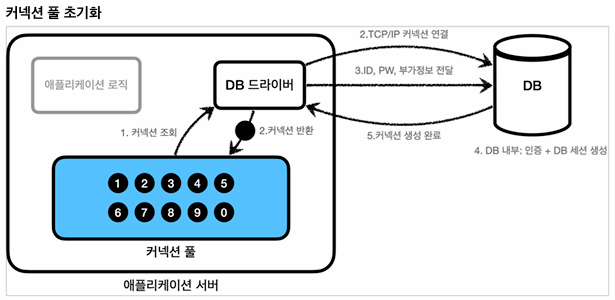 커넥션 풀 초기화
애플리케이션 로직
DB 드라이버
2.TCP/IP 커넥션 연결
3.ID, PW, 부가정보 전달
DB
1. 커넥션 조회
2.커넥션 반환
5.커넥션 생성 완료
4. DB 내부: 인증 + DB 세션 생성
1 2 3 4 5
6 7 8 9 0
커넥션 풀
애플리케이션 서버